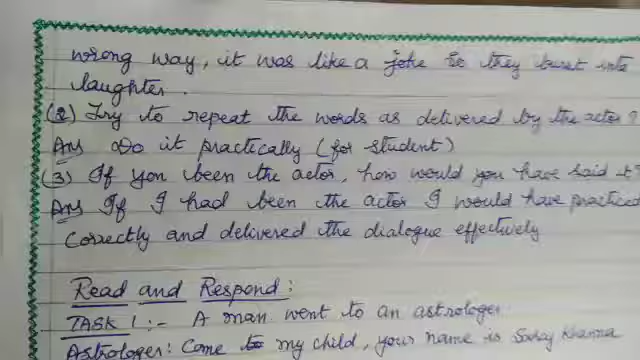 wrong way, it was like a joke so they burst into
laughter.
(2) Try to repeat the words as delivered by the actor?
Ans Do it practically (for student)
(3) If you been the actor, how would you have said it?
Ans If I had been the actor I would have practiced
correctly and delivered the dialogue effectively
Read and Respond:
TASK 1:- A man went to an astrologer
Astrologer: Come to my child, your name is Khanna